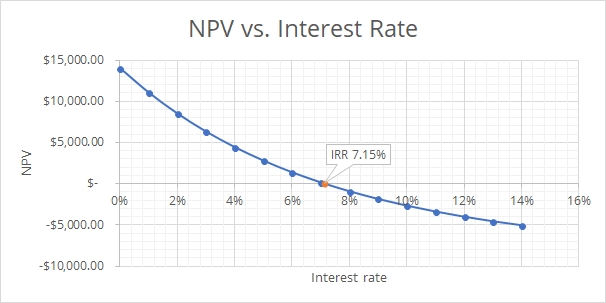 NPV vs. Interest Rate
$15,000.00
$10,000.00
$5,000.00
$-
-$5,000.00
-$10,000.00
NPV
IRR 7.15%
0% 2% 4% 6% 8% 10% 12% 14% 16%
Interest rate